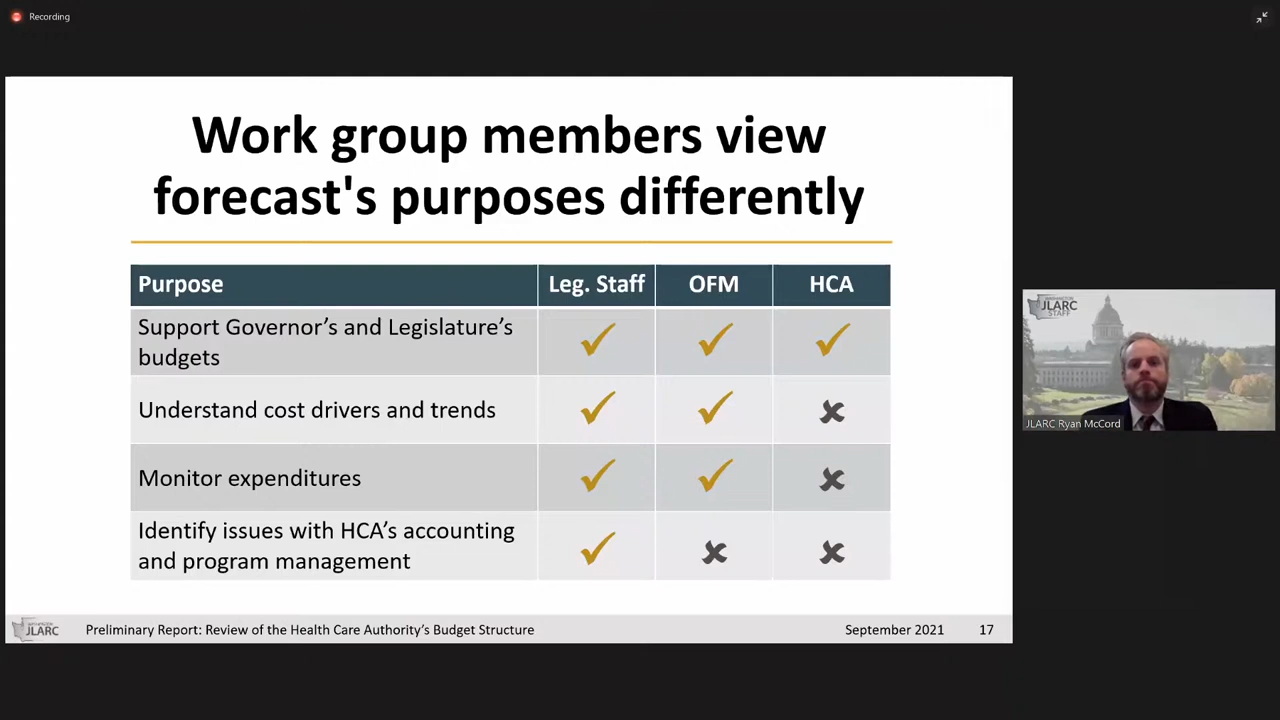 Recording
Work group members view
forecast's purposes differently
Purpose Leg. Staff OFM HCA
Support Governor’s and Legislature’s
budgets
Understand cost drivers and trends
Monitor expenditures
Identify issues with HCA’s accounting
and program management
WASHINGTON
JLARC
STAFF
JLARC Ryan McCord
JLARC
Preliminary Report: Review of the Health Care Authority’s Budget Structure
September 2021 17